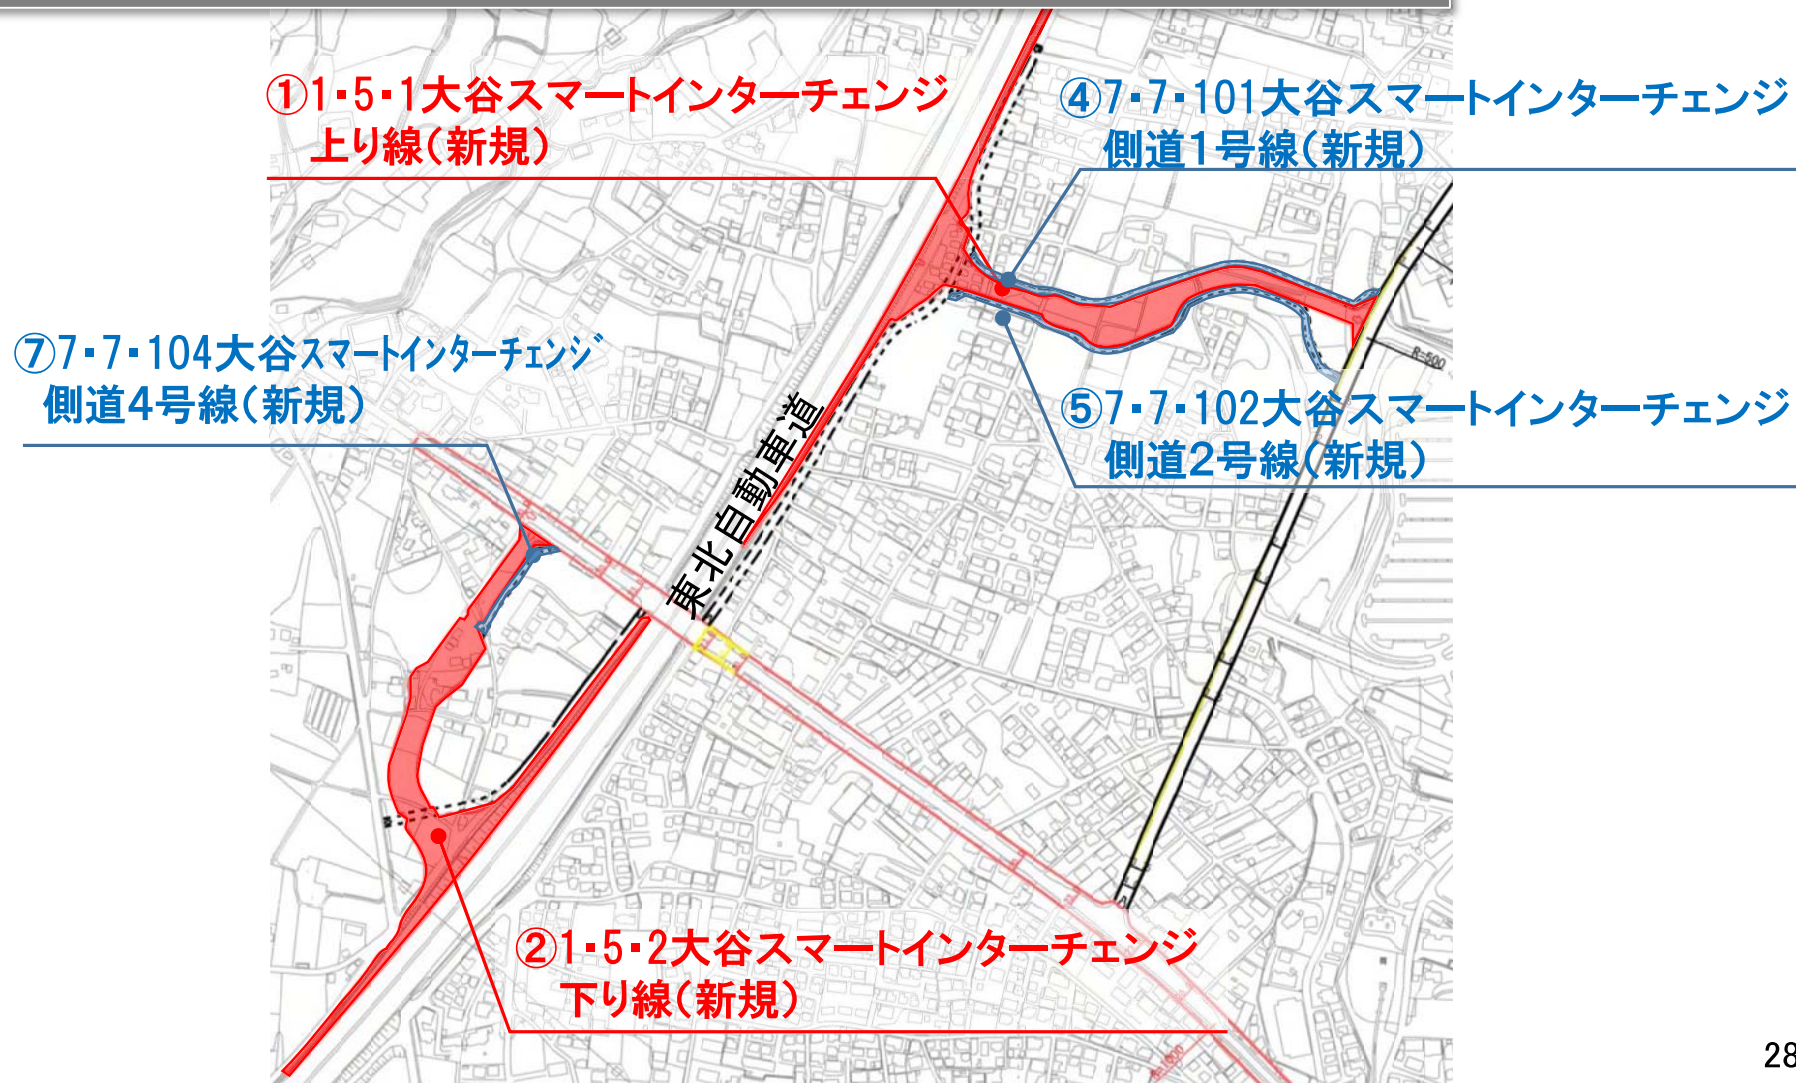 ①1・5・1大谷スマートインターチェンジ
上り線(新規)
④7・7・101大谷スマートインターチェンジ
側道1号線(新規)
⑦7・7・104大谷スマートインターチェンジ
側道4号線(新規)
R=500
⑤7・7・102大谷スマートインターチェンジ
側道2号線(新規)
東北自動車道
②1・5・2大谷スマートインターチェンジ
下り線(新規)
28